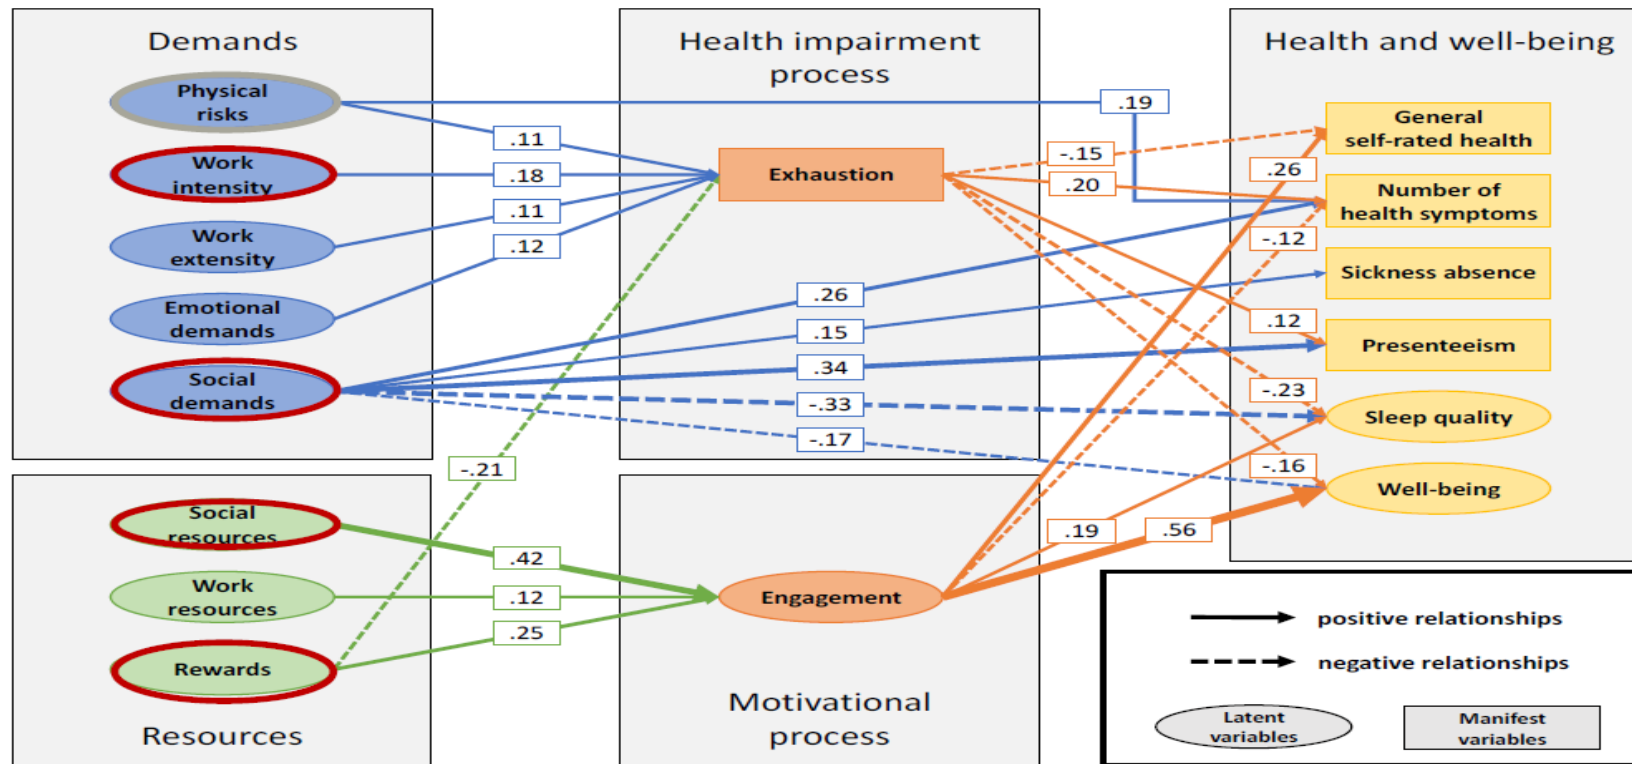 Demands
Physical
risks
Work
intensity
Work
extensity
Emotional
demands
Social
demands
Social
resources
Work
resources
Rewards
Resources
.11
.18
.11
.12
-.21
.42
.12
.25
Health impairment
process
Exhaustion
.26
.15
.34
-.33
-.17
Engagement
Motivational
process
.19
-.15
.20
.26
-.12
.12
-.23
-.16
.19
.56
Health and well-being
General
self-rated health
Number of
health symptoms
Sickness absence
Presenteeism
Sleep quality
Well-being
positive relationships
negative relationships
Latent
variables
Manifest
variables